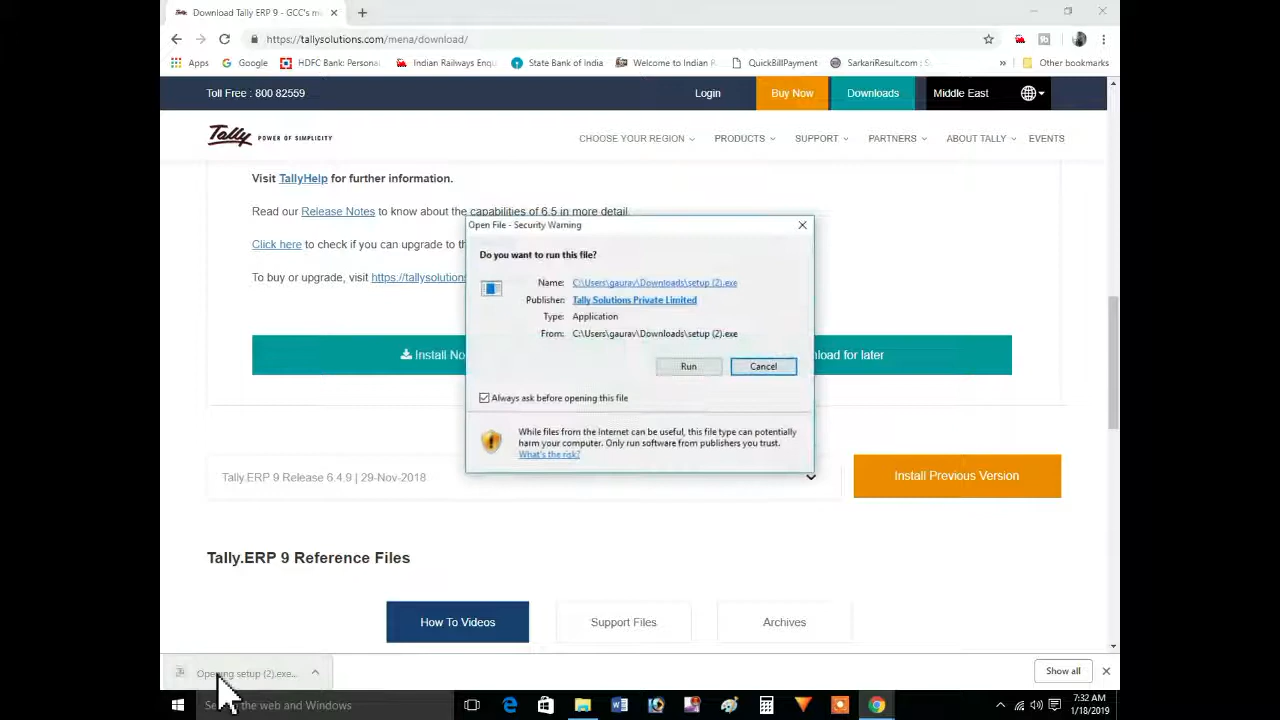 Download Tally ERP 9 - GCC's m
https://tallysolutions.com/mena/download/
Apps
Google
HDFC Bank: Persona
Indian Railways Enqu
State Bank of India
Welcome to Indian R
QuickBillPayment
SarkariResult.com : S
»
Other bookmarks
Toll Free : 800 82559
Login
Buy Now
Downloads
Middle East
Tally POWER OF SIMPLICITY
CHOOSE YOUR REGION
PRODUCTS
SUPPORT
PARTNERS
ABOUT TALLY
EVENTS
Visit TallyHelp for further information.
Read our Release Notes to know about the capabilities of 6.5 in more detail.
Click here to check if you can upgrade to th
To buy or upgrade, visit https://tallysolution
Install No
load for later
Open File - Security Warning
Do you want to run this file?
Name: C:\Users\gaurav\Downloads\setup (2).exe
Publisher: Tally Solutions Private Limited
Type: Application
From: C:\Users\gaurav\Downloads\setup (2).exe
Run
Cancel
Always ask before opening this file
While files from the Internet can be useful, this file type can potentially
harm your computer. Only run software from publishers you trust.
What's the risk?
Tally.ERP 9 Release 6.4.9 | 29-Nov-2018
Install Previous Version
Tally.ERP 9 Reference Files
How To Videos
Support Files
Archives
Opening setup (2).exe...
Show all
the web and Windows
7:32 AM
1/18/2019